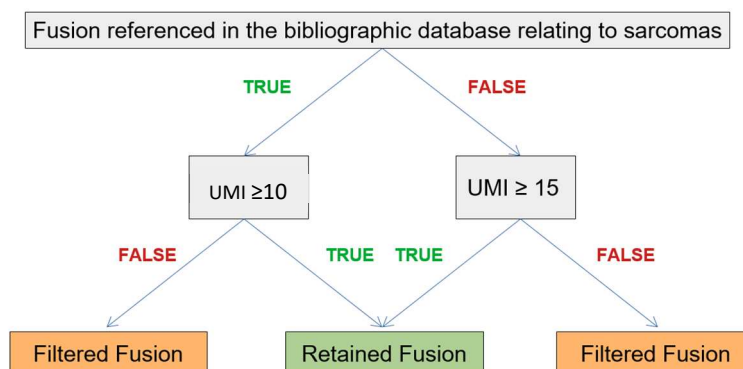 Fusion referenced in the bibliographic database relating to sarcomas
TRUE FALSE
UMI ≥10 UMI ≥ 15
FALSE TRUE TRUE FALSE
Filtered Fusion Retained Fusion Filtered Fusion